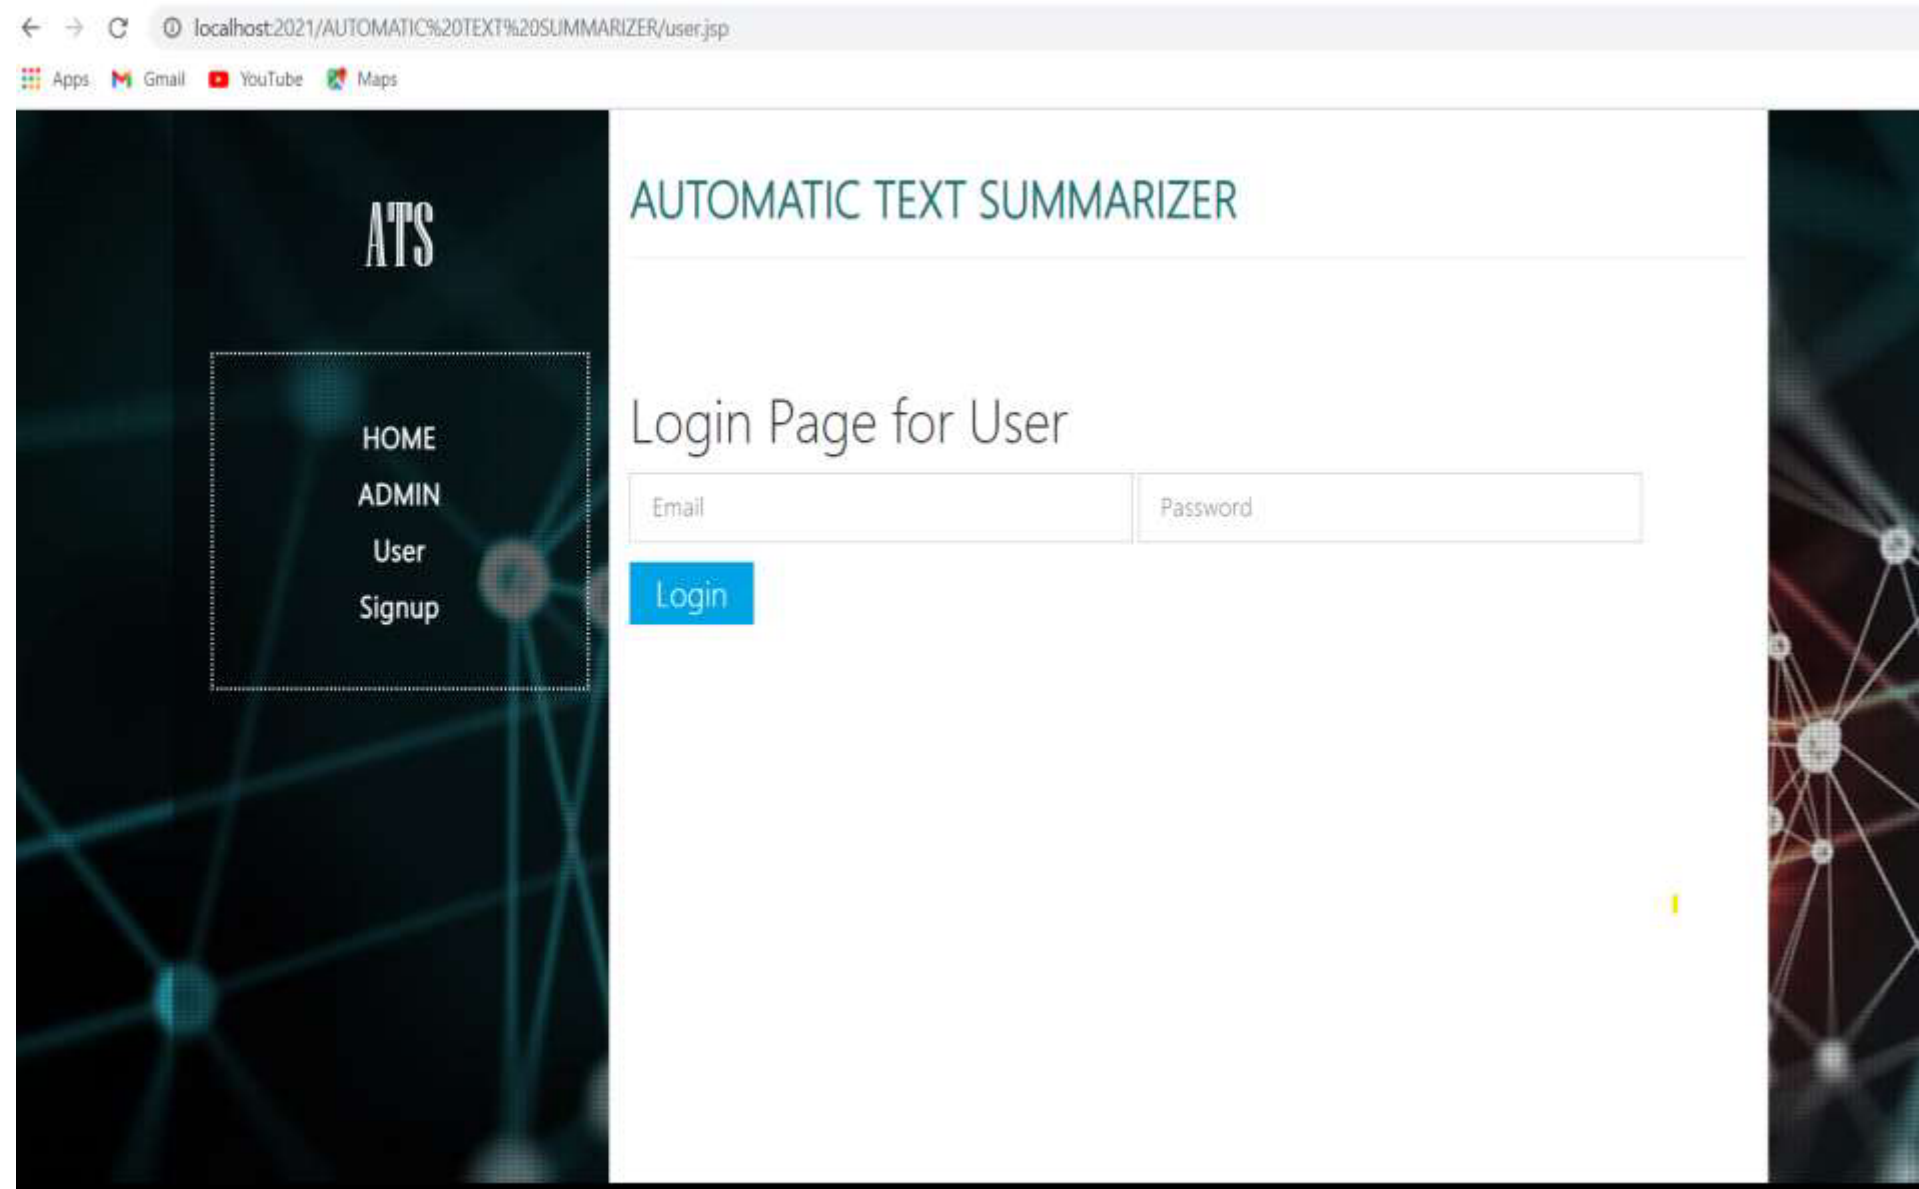 localhost:2021/AUTOMATIC%20TEXT%20SUMMARIZER/user.jsp
Apps Gmail YouTube Maps
ATS
HOME
ADMIN
User
Signup
AUTOMATIC TEXT SUMMARIZER
Login Page for User
Email Password
Login